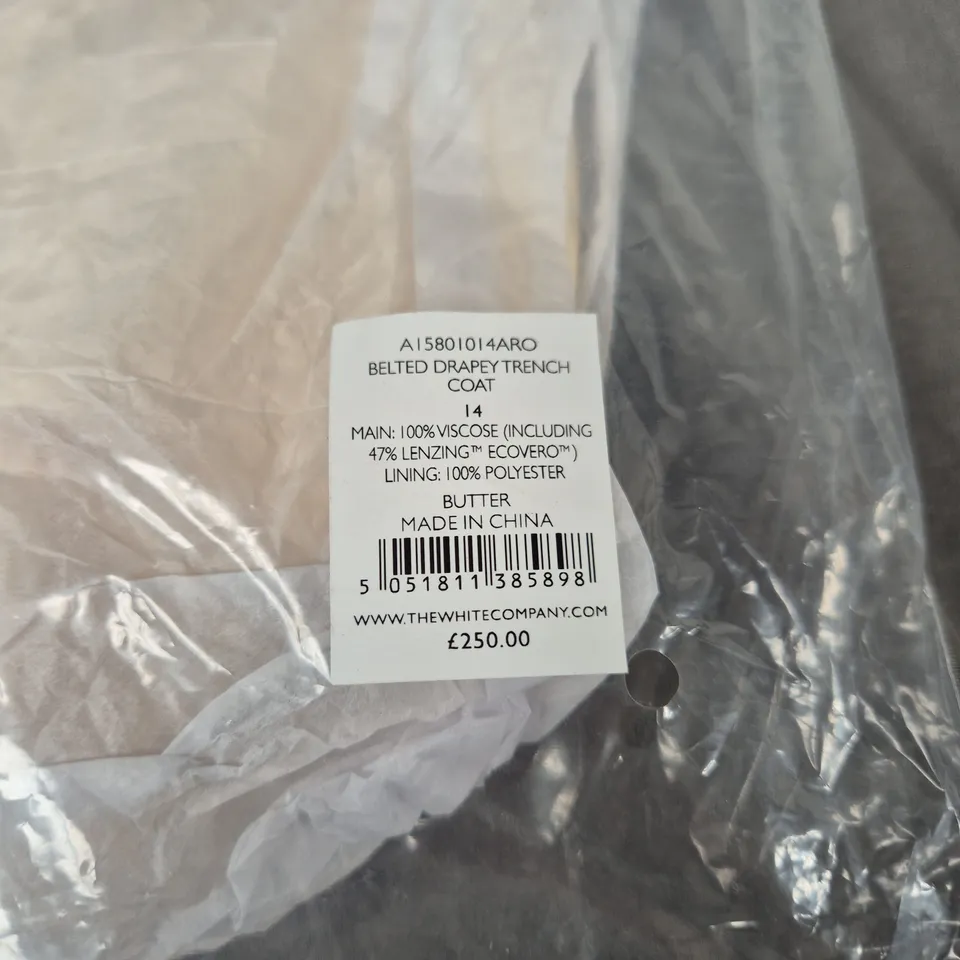 A15801014ARO
BELTED DRAPEY TRENCH
COAT
14
MAIN: 100% VISCOSE (INCLUDING
47% LENZING™ ECOVERO™)
LINING: 100% POLYESTER
BUTTER
MADE IN CHINA
5 051811 385898
WWW.THEWHITECOMPANY.COM
£250.00